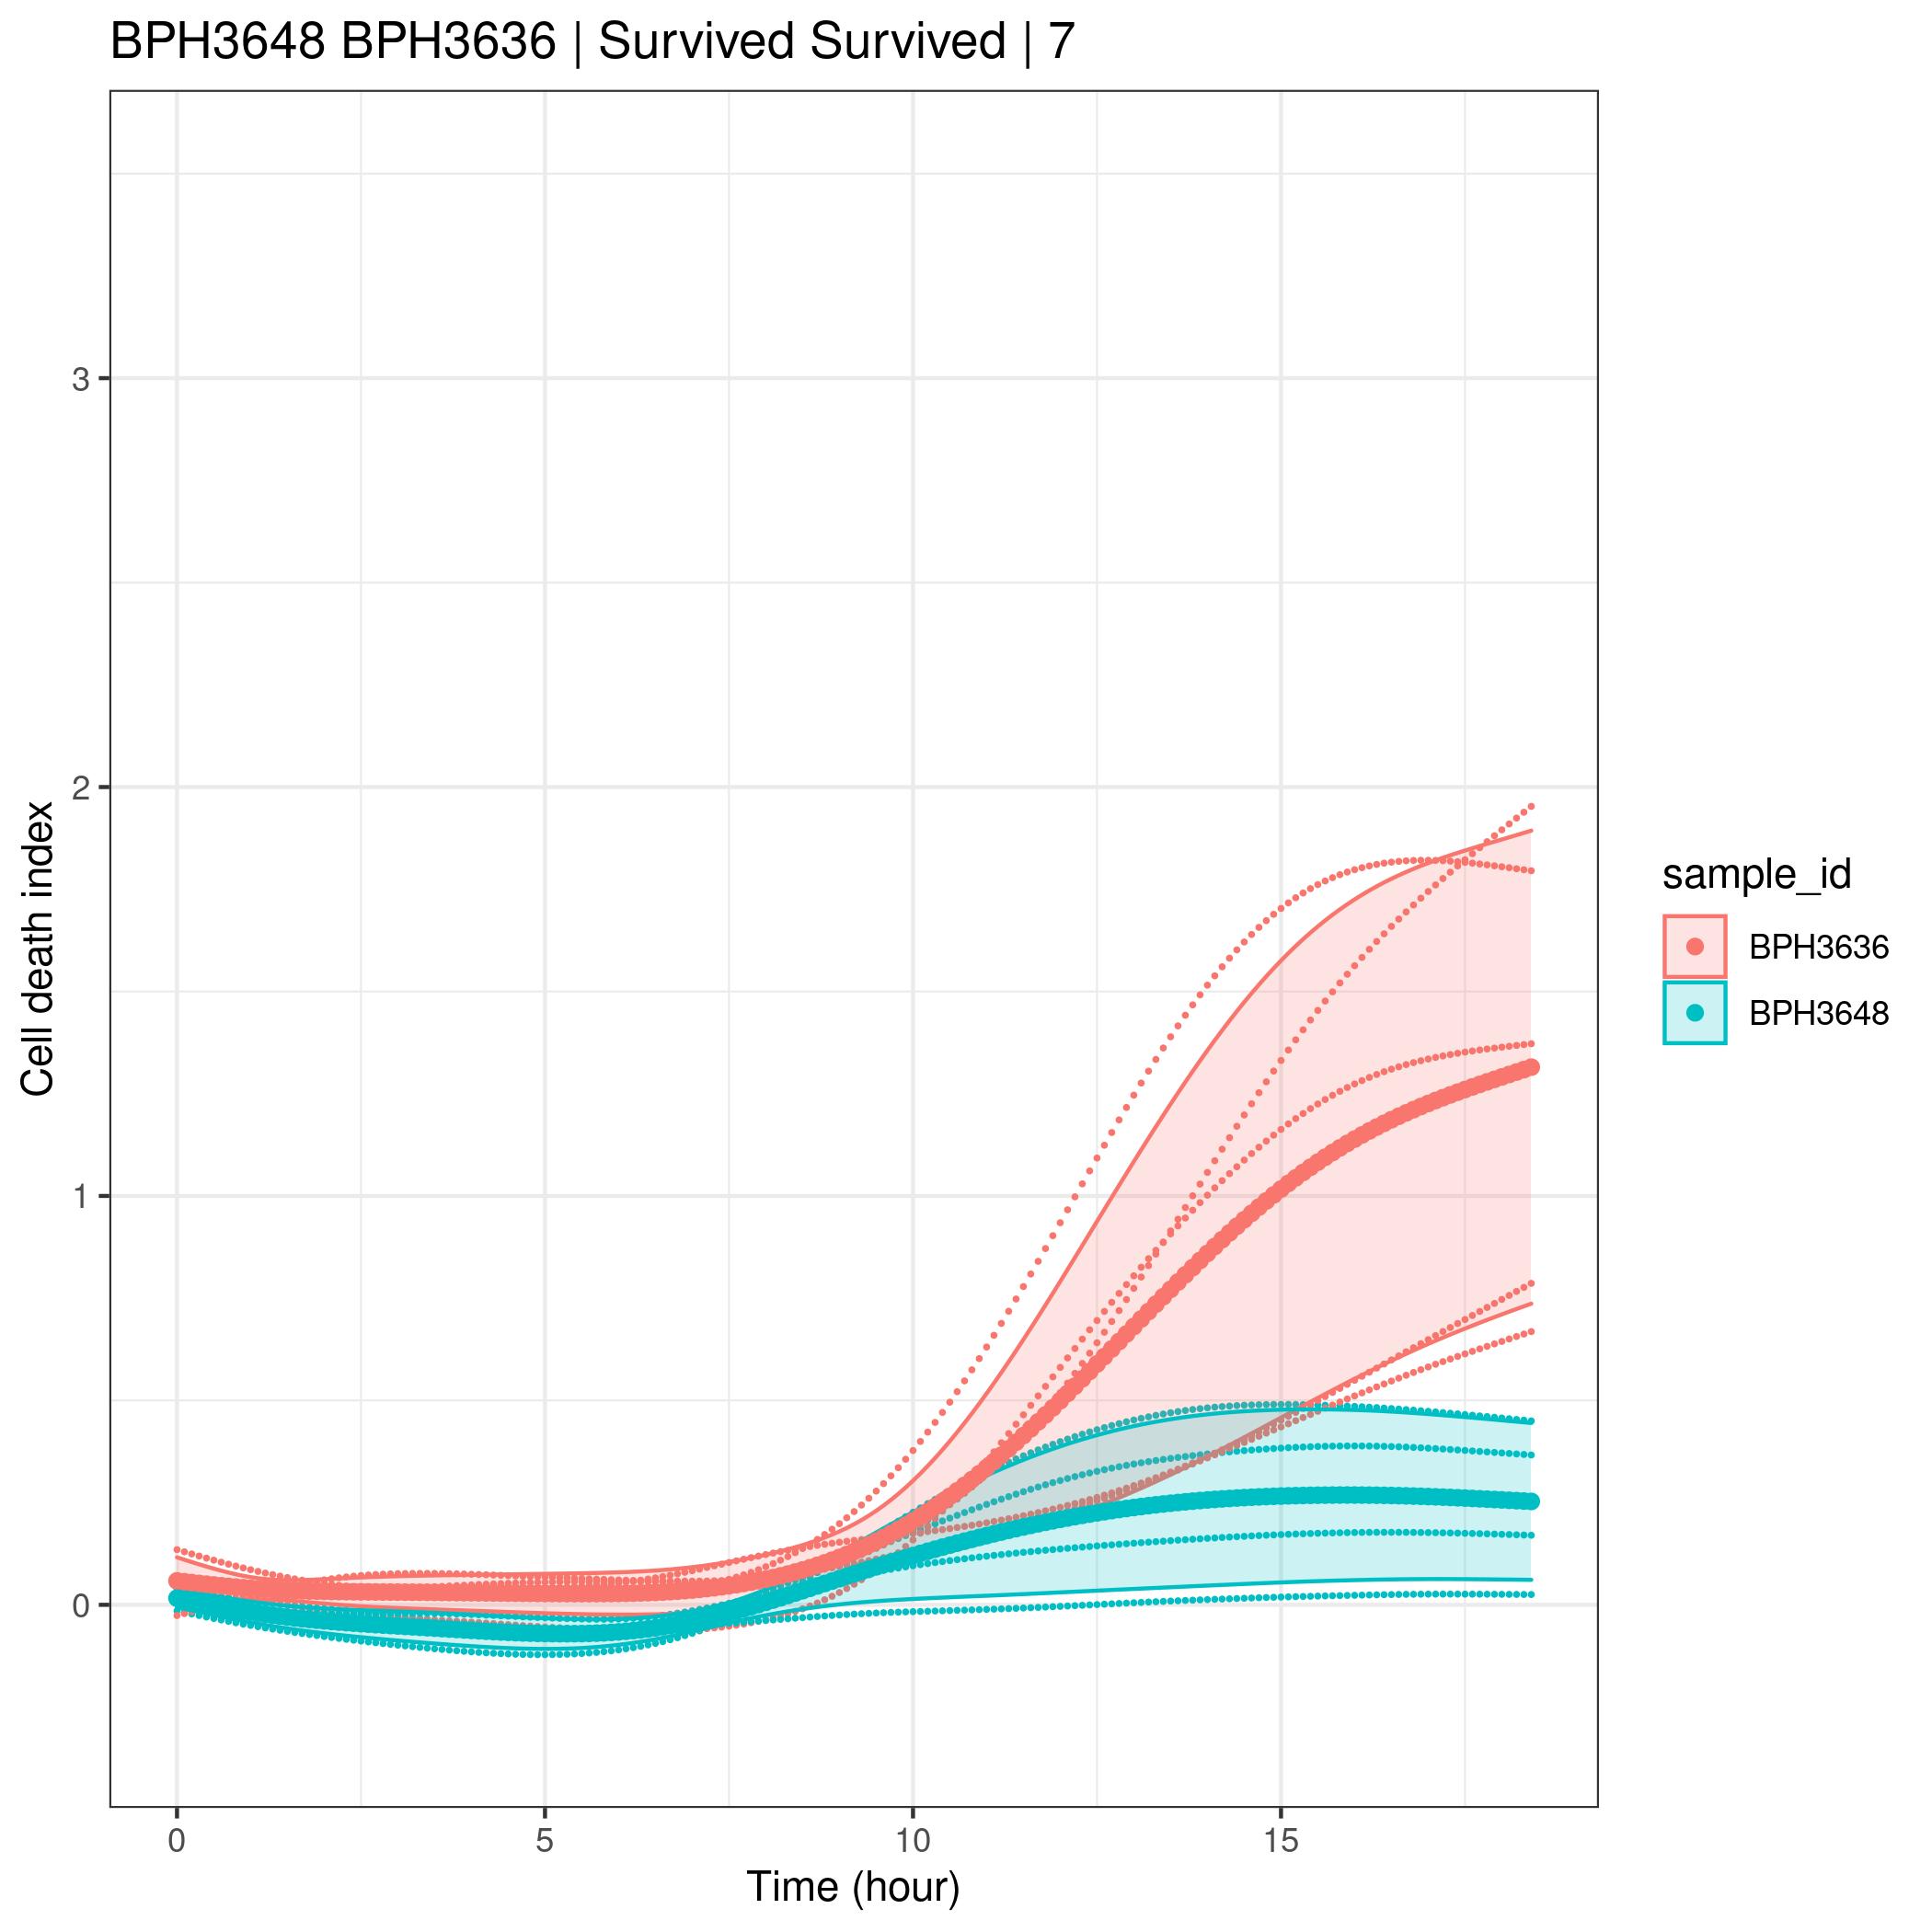 BPH3648 BPH3636 | Survived Survived | 7
Cell death index
3
2
1
0
0 5 10 15
Time (hour)
sample_id
BPH3636
BPH3648